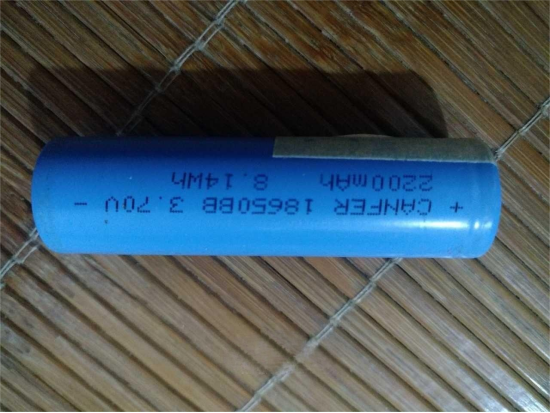 + CANFER 18650BB 3.70V -
2200mAh 8.14Wh